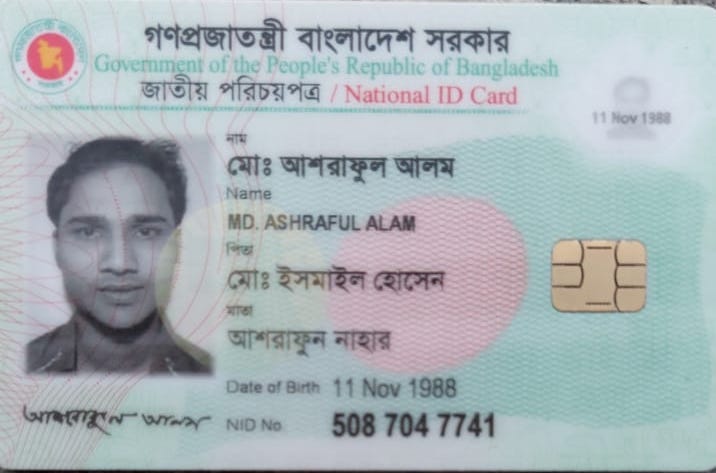 গণপ্রজাতন্ত্রী বাংলাদেশ সরকার
Government of the People's Republic of Bangladesh
জাতীয় পরিচয়পত্র / National ID Card
11 Nov 1988
নাম
মোঃ আশরাফুল আলম
Name
MD. ASHRAFUL ALAM
পিতা
মোঃ ইসমাইল হোসেন
মাতা
আশরাফুন নাহার
Date of Birth 11 Nov 1988
আশরাফুল আলম
NID No. 508 704 7741